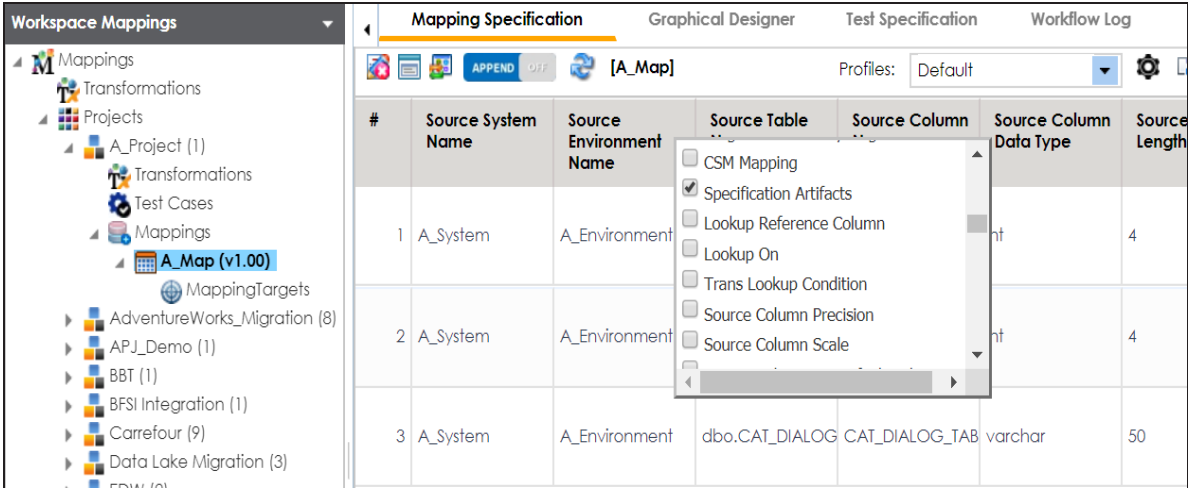 Workspace Mappings
Mappings
Transformations
Projects
A_Project (1)
Transformations
Test Cases
Mappings
A_Map (v1.00)
MappingTargets
AdventureWorks_Migration (8)
APJ_Demo (1)
BBT (1)
BFSI Integration (1)
Carrefour (9)
Data Lake Migration (3)
Mapping Specification Graphical Designer Test Specification Workflow Log
APPEND OFF [A_Map] Profiles: Default
# Source System Name Source Environment Name Source Table Source Column Source Column Data Type Source Length
CSM Mapping
Specification Artifacts
Lookup Reference Column
Lookup On
Trans Lookup Condition
Source Column Precision
Source Column Scale
1 A_System A_Environment 4
2 A_System A_Environment 4
3 A_System A_Environment dbo.CAT_DIALOG CAT_DIALOG_TAB varchar 50